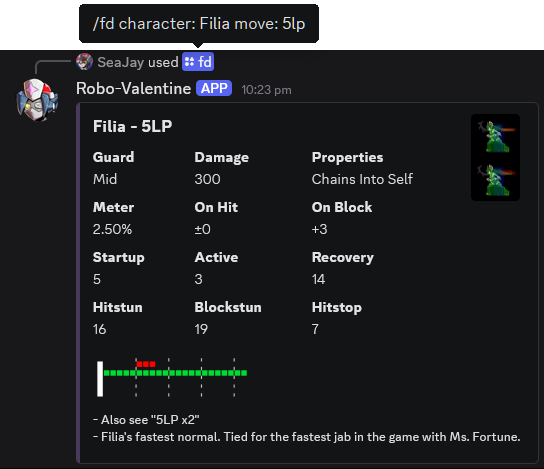 /fd character: Filia move: 5lp
SeaJay used fd
Robo-Valentine APP 10:23 pm
Filia - 5LP
Guard Damage Properties
Mid 300 Chains Into Self
Meter On Hit On Block
2.50% ±0 +3
Startup Active Recovery
5 3 14
Hitstun Blockstun Hitstop
16 19 7
- Also see "5LP x2"
- Filia's fastest normal. Tied for the fastest jab in the game with Ms. Fortune.